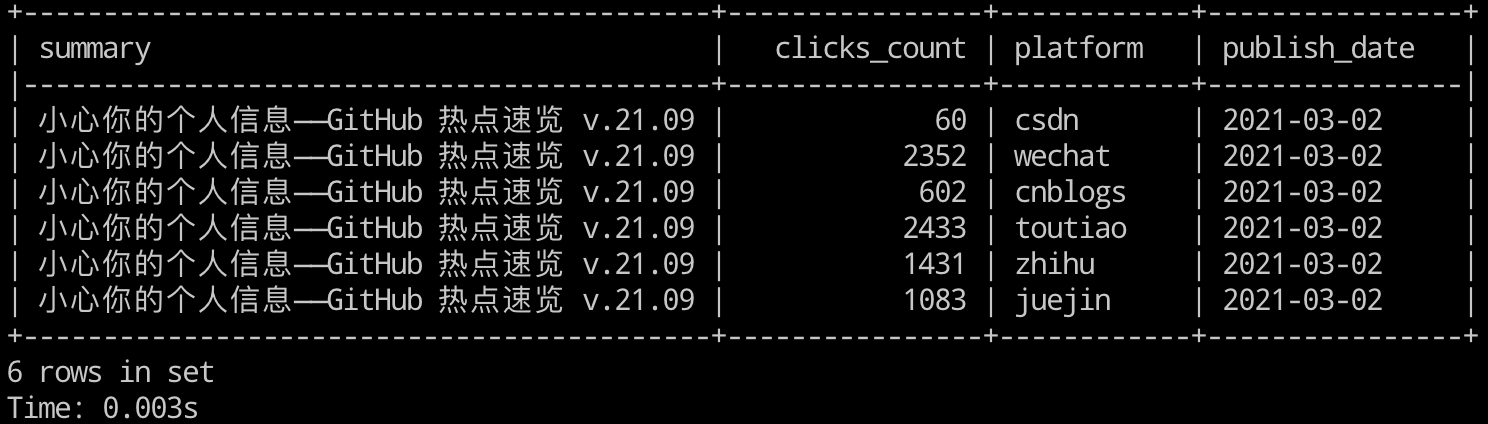 +-------------------------------------------+----------------+------------+----------------+
| summary                                   |   clicks_count | platform   | publish_date   |
|-------------------------------------------+----------------+------------+----------------|
| 小心你的个人信息——GitHub 热点速览 v.21.09 |             60 | csdn       | 2021-03-02     |
| 小心你的个人信息——GitHub 热点速览 v.21.09 |           2352 | wechat     | 2021-03-02     |
| 小心你的个人信息——GitHub 热点速览 v.21.09 |            602 | cnblogs    | 2021-03-02     |
| 小心你的个人信息——GitHub 热点速览 v.21.09 |           2433 | toutiao    | 2021-03-02     |
| 小心你的个人信息——GitHub 热点速览 v.21.09 |           1431 | zhihu      | 2021-03-02     |
| 小心你的个人信息——GitHub 热点速览 v.21.09 |           1083 | juejin     | 2021-03-02     |
+-------------------------------------------+----------------+------------+----------------+
6 rows in set
Time: 0.003s